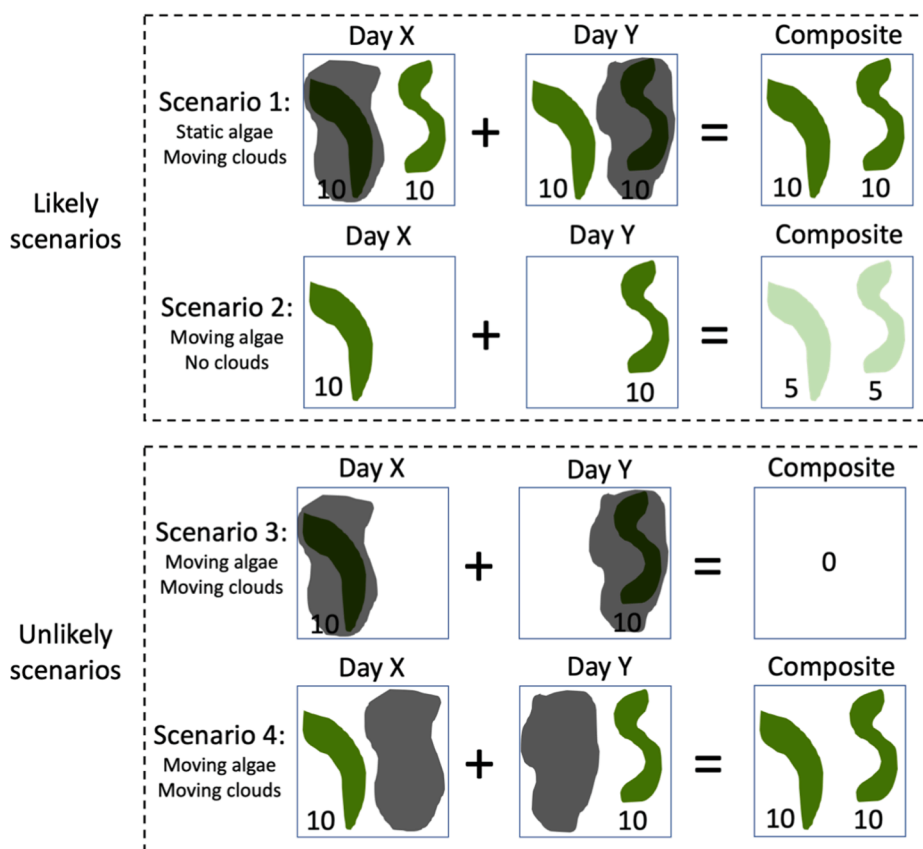 Likely
scenarios
Day X
Day Y
Composite
Scenario 1:
Static algae
Moving clouds
10
10
+
10
10
=
10
10
Day X
Day Y
Composite
Scenario 2:
Moving algae
No clouds
10
+
10
=
5
5
Unlikely
scenarios
Day X
Day Y
Composite
Scenario 3:
Moving algae
Moving clouds
10
+
10
=
0
Day X
Day Y
Composite
Scenario 4:
Moving algae
Moving clouds
10
+
10
=
10
10